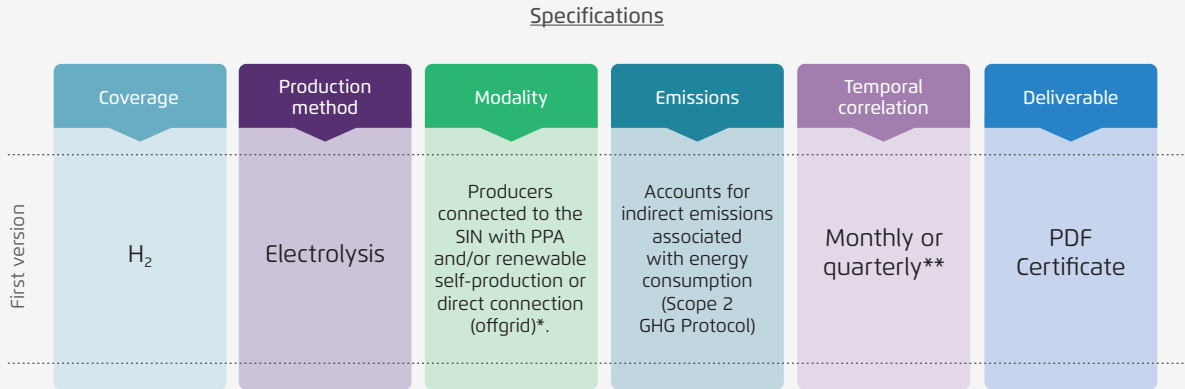 Specifications
Coverage
Production
method
Modality
Emissions
Temporal
correlation
Deliverable
First version
H₂
Electrolysis
Producers
connected to the
SIN with PPA
and/or renewable
self-production or
direct connection
(offgrid)*.
Accounts for
indirect emissions
associated
with energy
consumption
(Scope 2
GHG Protocol)
Monthly or
quarterly**
PDF
Certificate